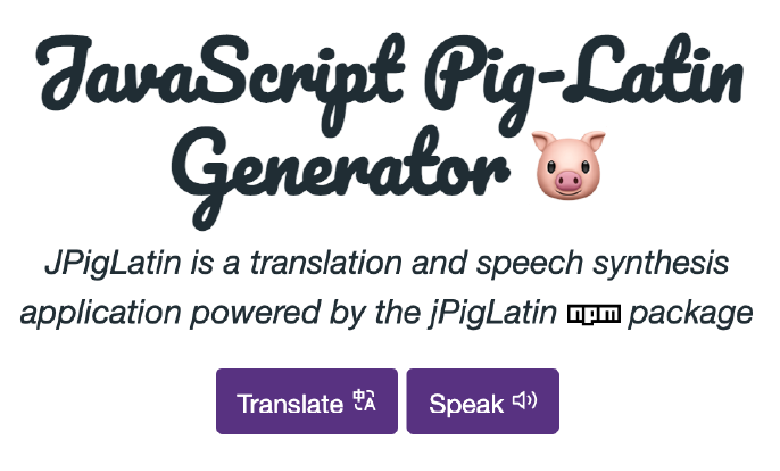 JavaScript Pig-Latin
Generator 🐷
JPigLatin is a translation and speech synthesis
application powered by the jPigLatin npm package
Translate
Speak